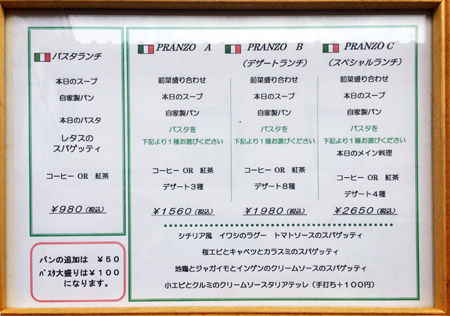 パスタランチ
本日のスープ
自家製パン
本日のパスタ
レタスの
スパゲッティ
コーヒー OR 紅茶
￥980(税込)
パンの追加は ￥50
パスタ大盛りは￥100
になります。
PRANZO A
前菜盛り合わせ
本日のスープ
自家製パン
パスタを
下記より1種お選びください
コーヒー OR 紅茶
デザート3種
￥1560(税込)
PRANZO B
(デザートランチ)
前菜盛り合わせ
本日のスープ
自家製パン
パスタを
下記より1種お選びください
コーヒー OR 紅茶
デザート8種
￥1980(税込)
PRANZO C
(スペシャルランチ)
前菜盛り合わせ
本日のスープ
自家製パン
パスタを
下記より1種お選びください
本日のメイン料理
コーヒー OR 紅茶
デザート4種
￥2650(税込)
シチリア風 イワシのラグー トマトソースのスパゲッティ
桜エビとキャベツとカラスミのスパゲッティ
地鶏とジャガイモとインゲンのクリームソースのスパゲッティ
小エビとクルミのクリームソースタリアテッレ (手打ち+100円)